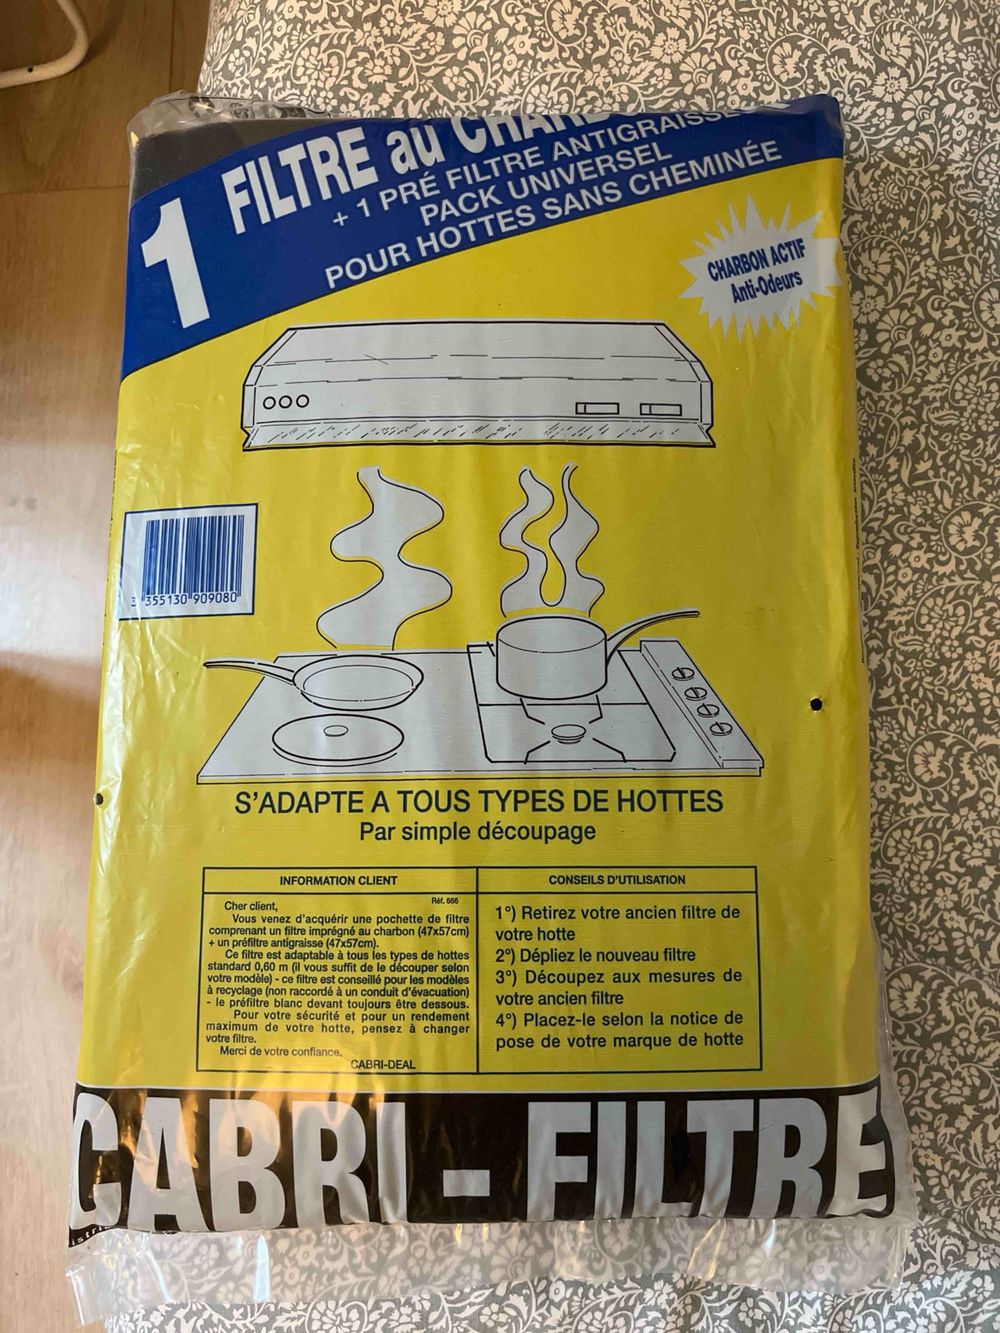 1 FILTRE au
+ 1 PRÉ FILTRE ANTIGRAISSE
PACK UNIVERSEL
POUR HOTTES SANS CHEMINÉE
CHARBON ACTIF
Anti-Odeurs
3 355130 909080
S'ADAPTE A TOUS TYPES DE HOTTES
Par simple découpage
INFORMATION CLIENT
Réf. 666
Cher client,
Vous venez d'acquérir une pochette de filtre
comprenant un filtre imprégné au charbon (47x57cm)
+ un préfiltre antigraisse (47x57cm).
Ce filtre est adaptable à tous les types de hottes
standard 0,60 m (il vous suffit de le découper selon
votre modèle) - ce filtre est conseillé pour les modèles
à recyclage (non raccordé à un conduit d'évacuation)
- le préfiltre blanc devant toujours être dessous.
Pour votre sécurité et pour un rendement
maximum de votre hotte, pensez à changer
votre filtre.
Merci de votre confiance.
CABRI-DEAL
CONSEILS D'UTILISATION
1°) Retirez votre ancien filtre de
votre hotte
2°) Dépliez le nouveau filtre
3°) Découpez aux mesures de
votre ancien filtre
4°) Placez-le selon la notice de
pose de votre marque de hotte
CABRI - FILTRE